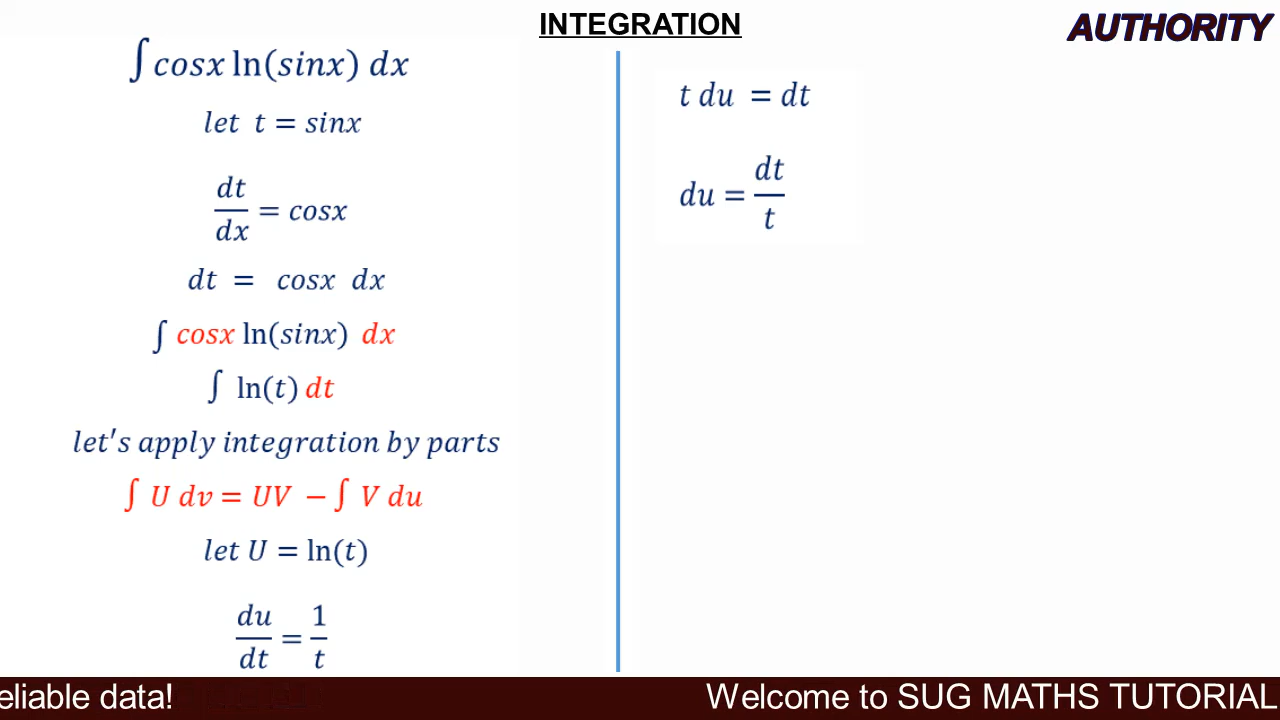 INTEGRATION
AUTHORITY
∫ cosx ln(sinx) dx
let t = sinx
dt/dx = cosx
dt = cosx dx
∫ cosx ln(sinx) dx
∫ ln(t) dt
let's apply integration by parts
∫ U dv = UV − ∫ V du
let U = ln(t)
du/dt = 1/t
t du = dt
du = dt/t
eliable data!
Welcome to SUG MATHS TUTORIAL